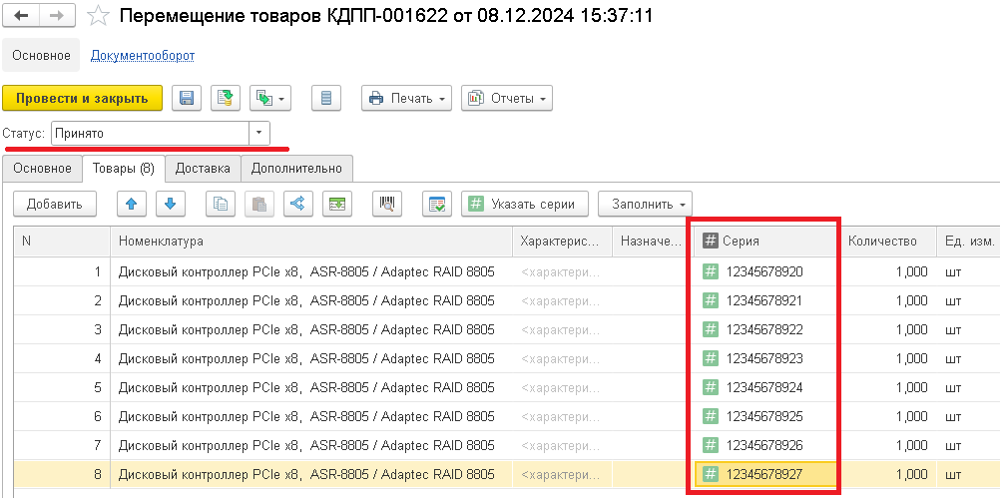 Перемещение товаров КДПП-001622 от 08.12.2024 15:37:11
Основное Документооборот
Провести и закрыть Печать Отчеты
Статус: Принято
Основное Товары (8) Доставка Дополнительно
Добавить Указать серии Заполнить
N Номенклатура Характерис... Назначе... Серия Количество Ед. изм.
1 Дисковый контроллер PCIe x8, ASR-8805 / Adaptec RAID 8805 <характери... 12345678920 1,000 шт
2 Дисковый контроллер PCIe x8, ASR-8805 / Adaptec RAID 8805 <характери... 12345678921 1,000 шт
3 Дисковый контроллер PCIe x8, ASR-8805 / Adaptec RAID 8805 <характери... 12345678922 1,000 шт
4 Дисковый контроллер PCIe x8, ASR-8805 / Adaptec RAID 8805 <характери... 12345678923 1,000 шт
5 Дисковый контроллер PCIe x8, ASR-8805 / Adaptec RAID 8805 <характери... 12345678924 1,000 шт
6 Дисковый контроллер PCIe x8, ASR-8805 / Adaptec RAID 8805 <характери... 12345678925 1,000 шт
7 Дисковый контроллер PCIe x8, ASR-8805 / Adaptec RAID 8805 <характери... 12345678926 1,000 шт
8 Дисковый контроллер PCIe x8, ASR-8805 / Adaptec RAID 8805 <характери... 12345678927 1,000 шт